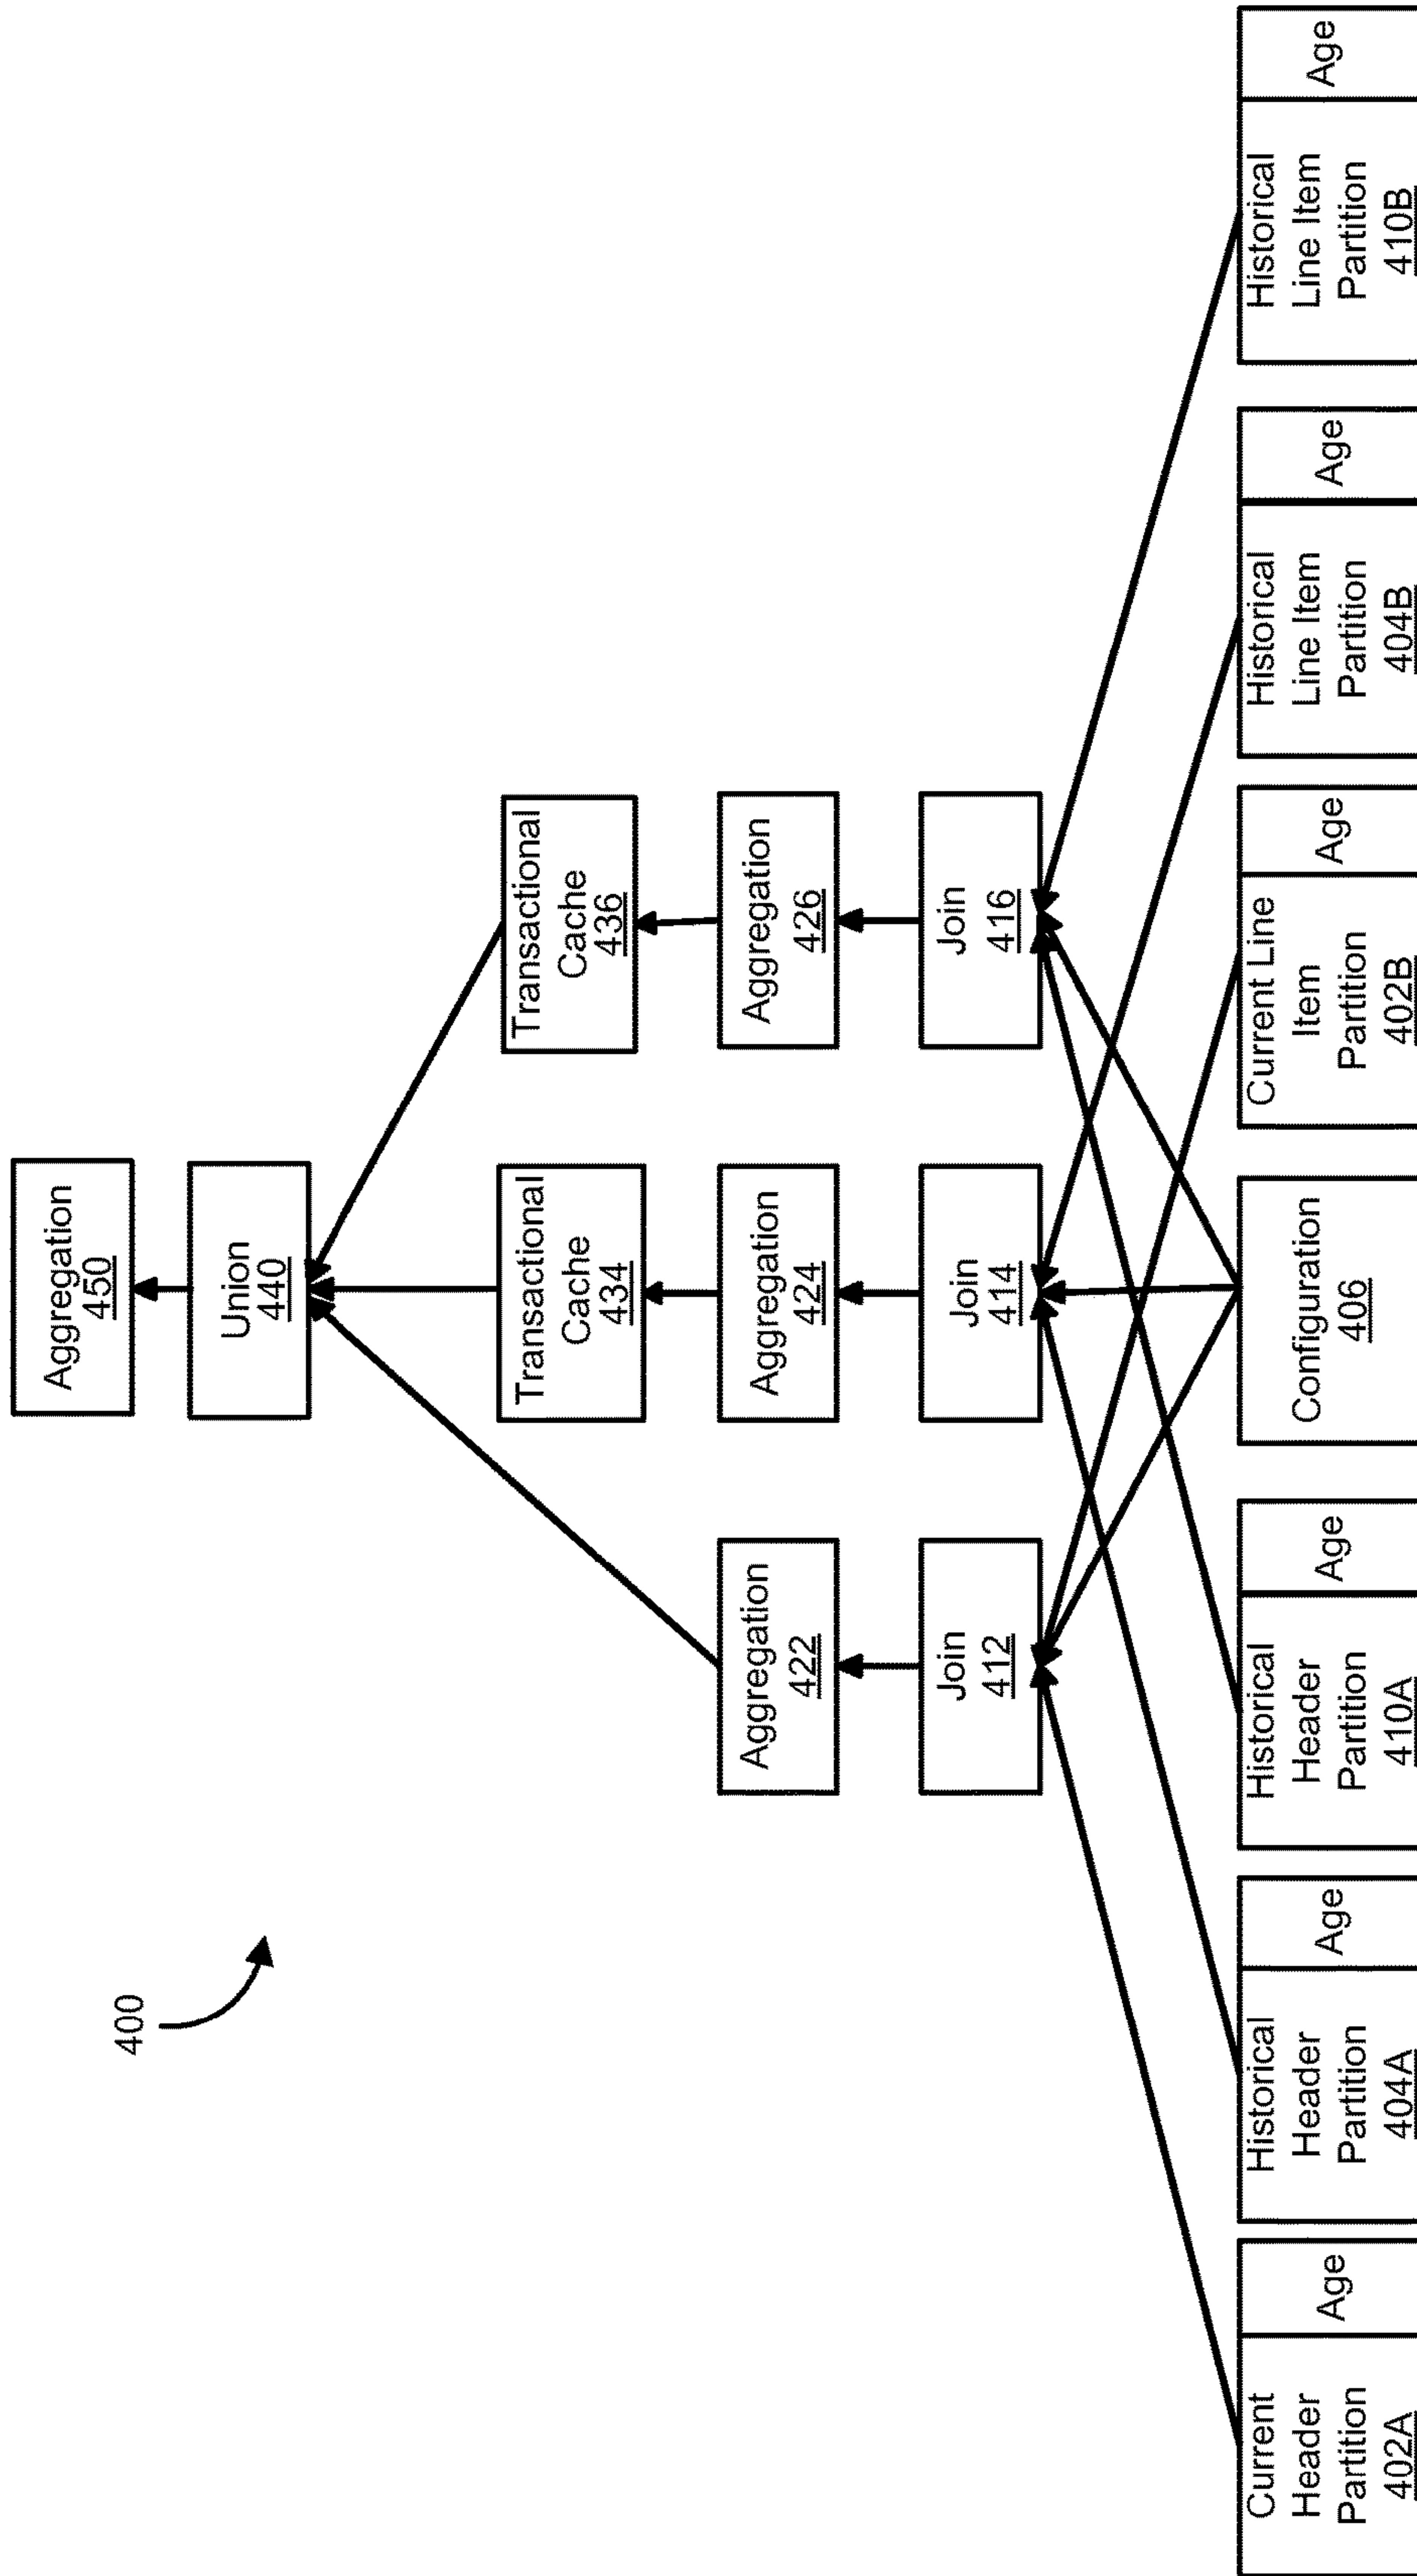 400
Aggregation
450
Union
440
Transactional
Cache
434
Transactional
Cache
436
Aggregation
422
Aggregation
424
Aggregation
426
Join
412
Join
414
Join
416
Current
Header
Partition
402A
Age
Historical
Header
Partition
404A
Age
Historical
Header
Partition
410A
Age
Configuration
406
Current Line
Item
Partition
402B
Age
Historical
Line Item
Partition
404B
Age
Historical
Line Item
Partition
410B
Age